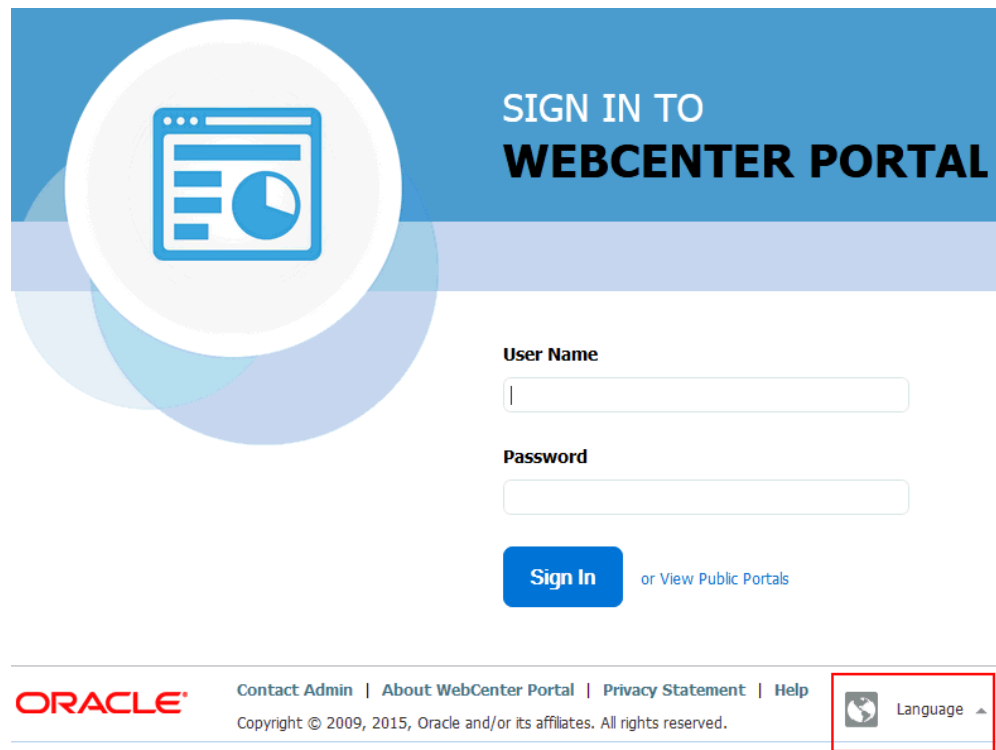 SIGN IN TO
WEBCENTER PORTAL
User Name
Password
Sign In or View Public Portals
ORACLE®
Contact Admin | About WebCenter Portal | Privacy Statement | Help
Copyright © 2009, 2015, Oracle and/or its affiliates. All rights reserved.
Language